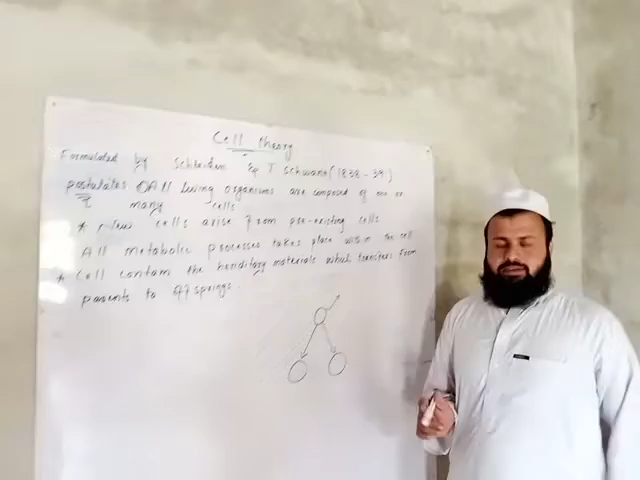 Cell theory
Formulated by Schleiden & T Schwann (1838-39)
postulates All living organisms are composed of one or
many cells
* New cells arise from pre-existing cells
All metabolic processes takes place within the cell
* Cell contain the hereditary materials which transfers from
parents to offsprings.